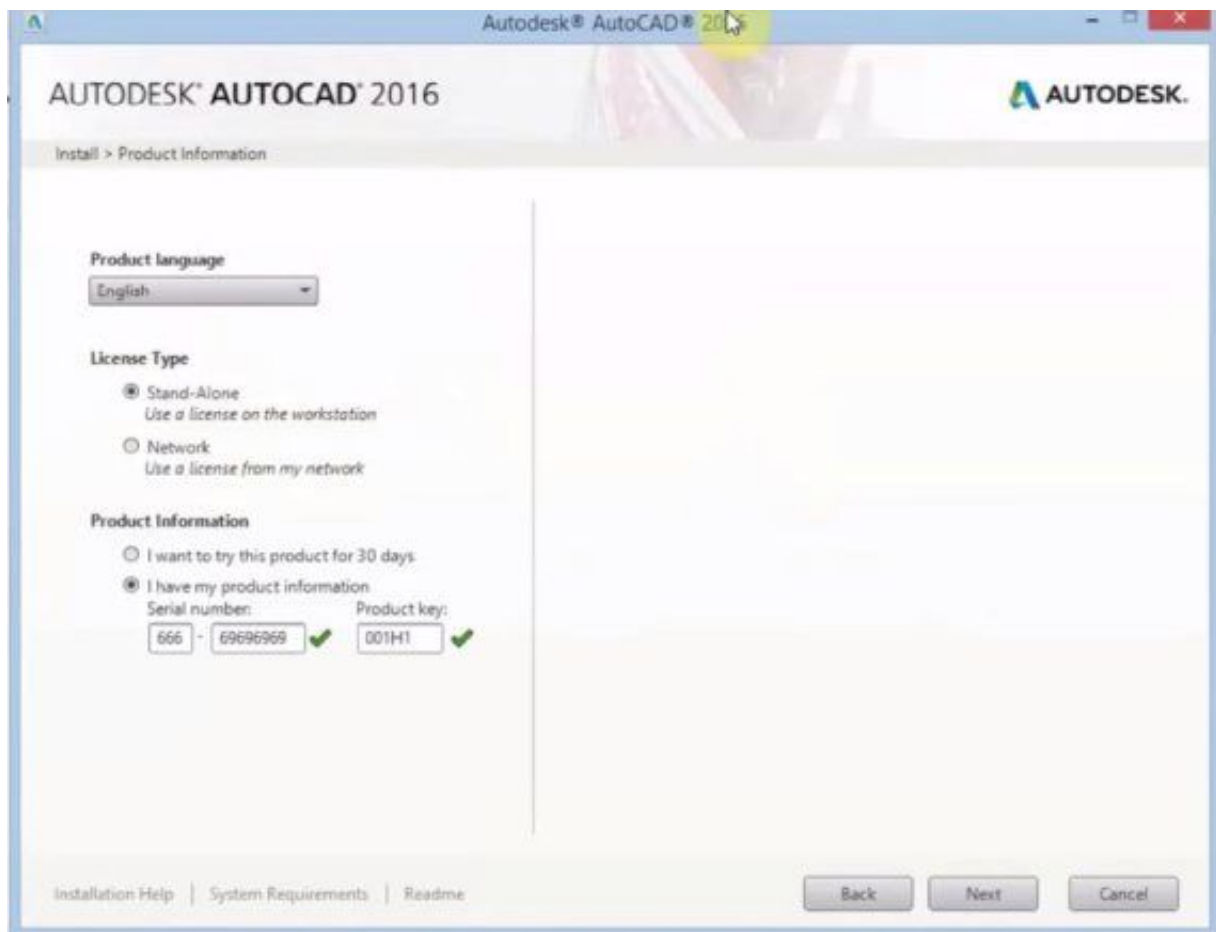 Autodesk® AutoCAD® 2016
AUTODESK® AUTOCAD® 2016
AUTODESK.
Install > Product Information
Product language
English
License Type
Stand-Alone
Use a license on the workstation
Network
Use a license from my network
Product Information
I want to try this product for 30 days
I have my product information
Serial number: Product key:
666 - 69696969 001H1
Installation Help | System Requirements | Readme
Back Next Cancel